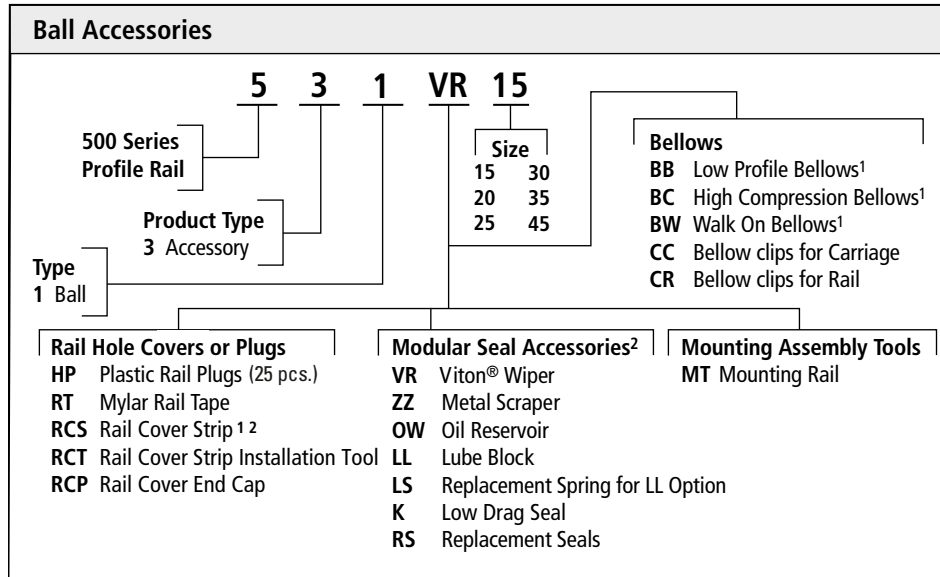 Ball Accessories
5 3 1 VR 15
500 Series
Profile Rail
Product Type
3 Accessory
Type
1 Ball
Size
15 30
20 35
25 45
Bellows
BB Low Profile Bellows¹
BC High Compression Bellows¹
BW Walk On Bellows¹
CC Bellow clips for Carriage
CR Bellow clips for Rail
Rail Hole Covers or Plugs
HP Plastic Rail Plugs (25 pcs.)
RT Mylar Rail Tape
RCS Rail Cover Strip ¹ ²
RCT Rail Cover Strip Installation Tool
RCP Rail Cover End Cap
Modular Seal Accessories²
VR Viton® Wiper
ZZ Metal Scraper
OW Oil Reservoir
LL Lube Block
LS Replacement Spring for LL Option
K Low Drag Seal
RS Replacement Seals
Mounting Assembly Tools
MT Mounting Rail